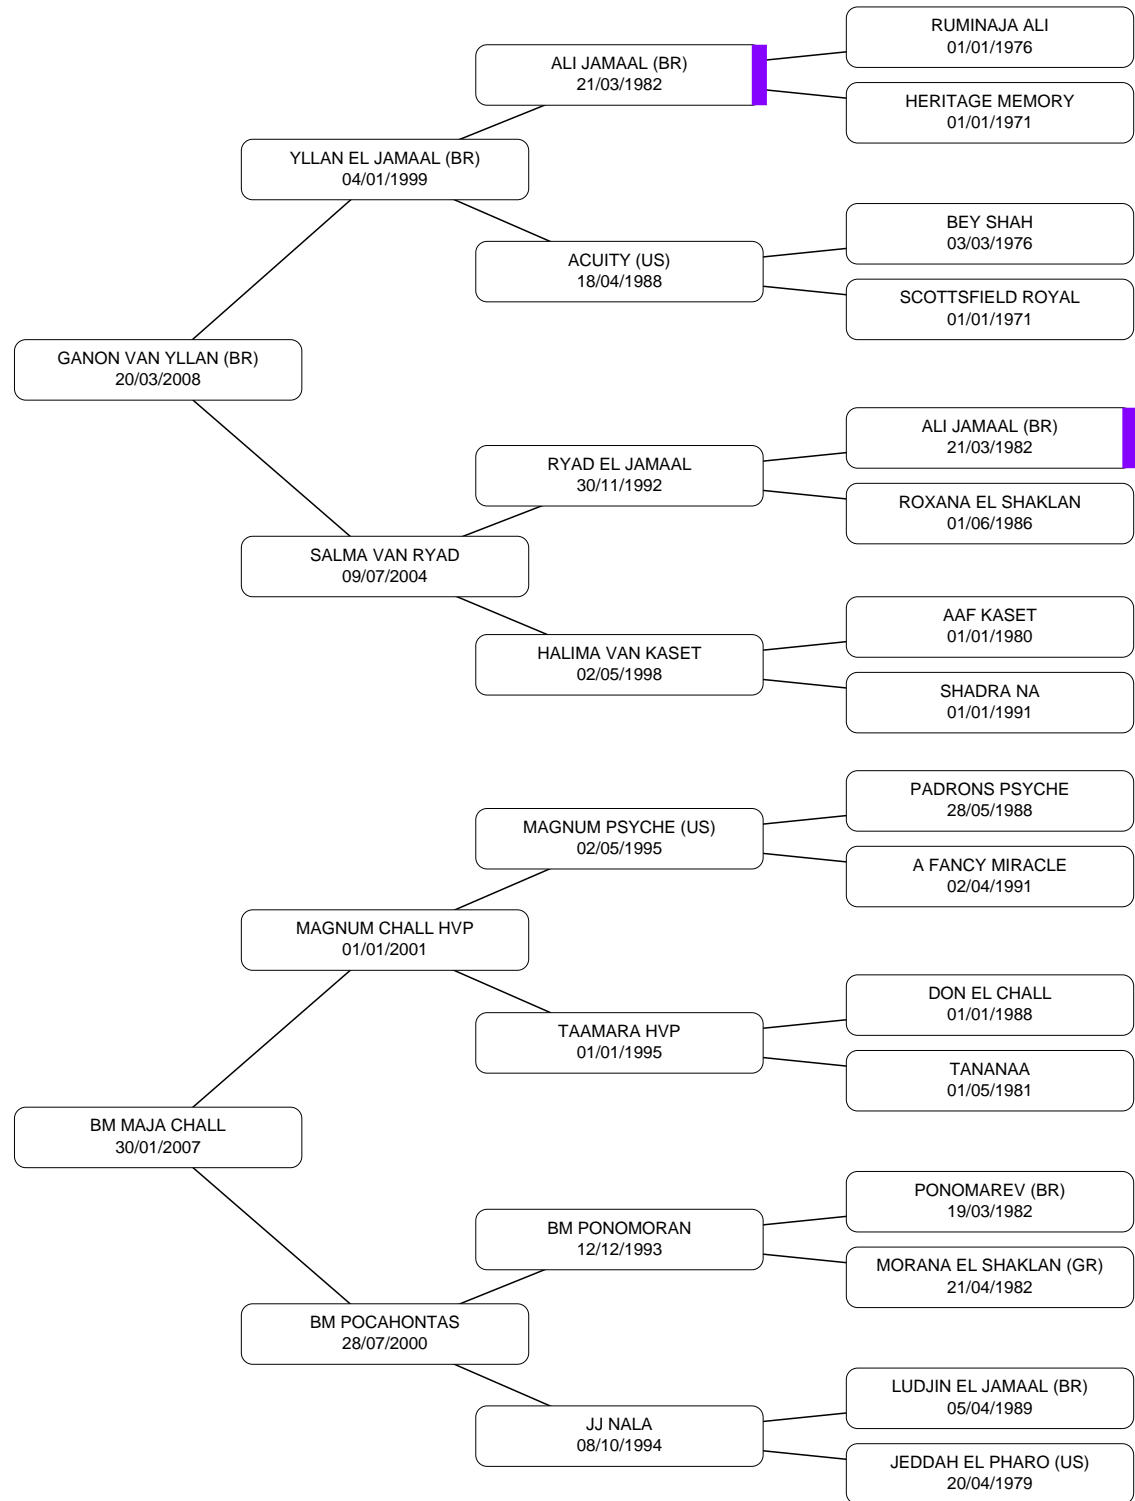 RUMINAJA ALI
01/01/1976
ALI JAMAAL (BR)
21/03/1982
HERITAGE MEMORY
01/01/1971
YLLAN EL JAMAAL (BR)
04/01/1999
BEY SHAH
03/03/1976
ACUITY (US)
18/04/1988
SCOTTSFIELD ROYAL
01/01/1971
GANON VAN YLLAN (BR)
20/03/2008
ALI JAMAAL (BR)
21/03/1982
RYAD EL JAMAAL
30/11/1992
ROXANA EL SHAKLAN
01/06/1986
SALMA VAN RYAD
09/07/2004
AAF KASET
01/01/1980
HALIMA VAN KASET
02/05/1998
SHADRA NA
01/01/1991
PADRONS PSYCHE
28/05/1988
MAGNUM PSYCHE (US)
02/05/1995
A FANCY MIRACLE
02/04/1991
MAGNUM CHALL HVP
01/01/2001
DON EL CHALL
01/01/1988
TAAMARA HVP
01/01/1995
TANANAA
01/05/1981
BM MAJA CHALL
30/01/2007
PONOMAREV (BR)
19/03/1982
BM PONOMORAN
12/12/1993
MORANA EL SHAKLAN (GR)
21/04/1982
BM POCAHONTAS
28/07/2000
LUDJIN EL JAMAAL (BR)
05/04/1989
JJ NALA
08/10/1994
JEDDAH EL PHARO (US)
20/04/1979